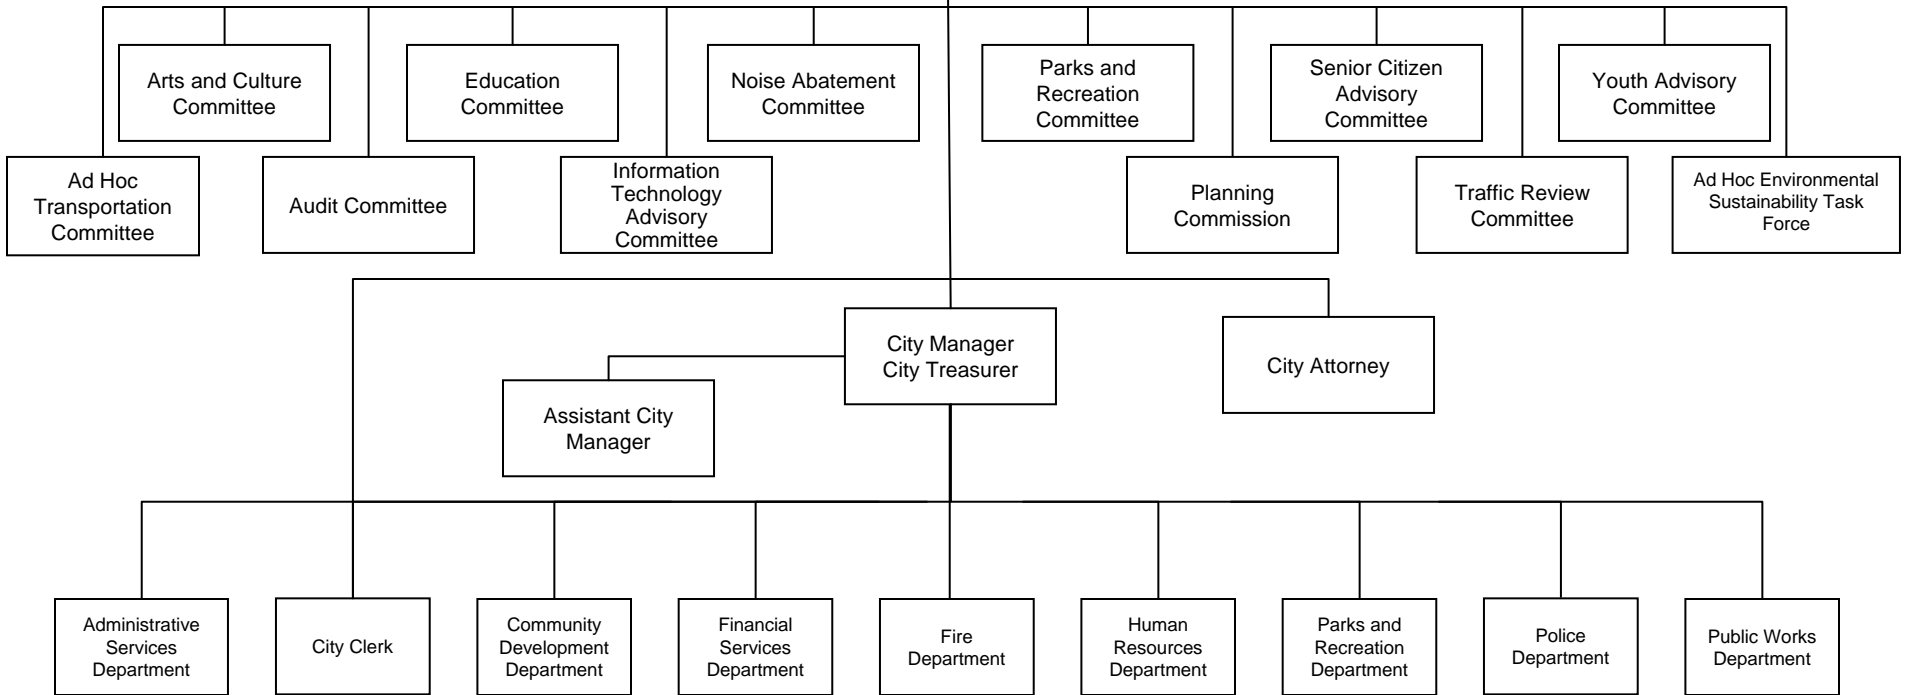 Arts and Culture
Committee
Education
Committee
Noise Abatement
Committee
Parks and
Recreation
Committee
Senior Citizen
Advisory
Committee
Youth Advisory
Committee
Ad Hoc
Transportation
Committee
Audit Committee
Information
Technology
Advisory
Committee
Planning
Commission
Traffic Review
Committee
Ad Hoc Environmental
Sustainability Task
Force
City Manager
City Treasurer
City Attorney
Assistant City
Manager
Administrative
Services
Department
City Clerk
Community
Development
Department
Financial
Services
Department
Fire
Department
Human
Resources
Department
Parks and
Recreation
Department
Police
Department
Public Works
Department